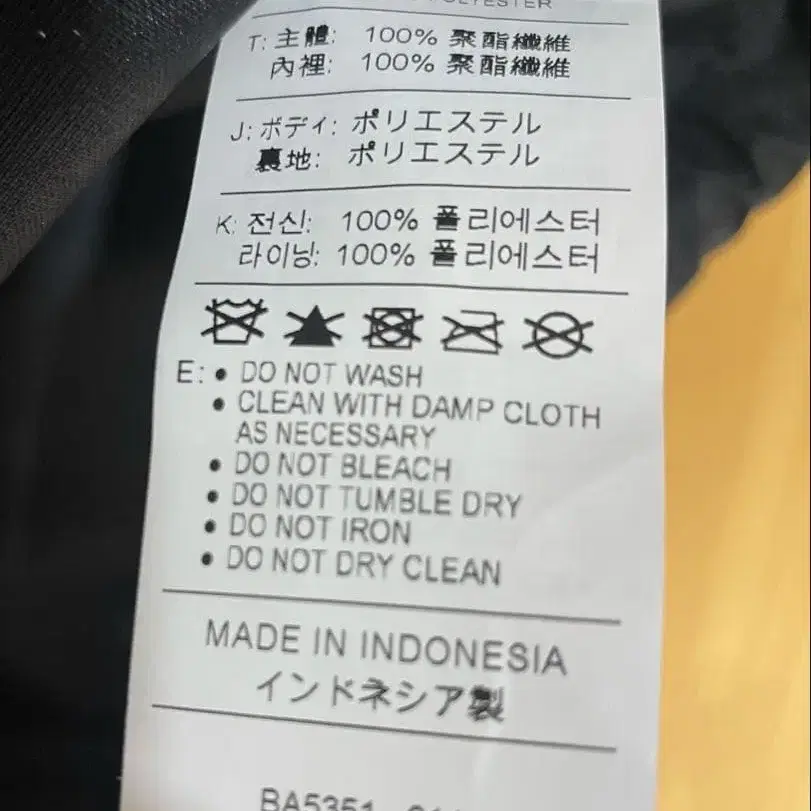 POLYESTER
T: 主體: 100% 聚酯纖維
內裡: 100% 聚酯纖維
J: ボディ: ポリエステル
裏地: ポリエステル
K: 전신: 100% 폴리에스터
라이닝: 100% 폴리에스터
E: • DO NOT WASH
• CLEAN WITH DAMP CLOTH
AS NECESSARY
• DO NOT BLEACH
• DO NOT TUMBLE DRY
• DO NOT IRON
• DO NOT DRY CLEAN
MADE IN INDONESIA
インドネシア製
BA5351